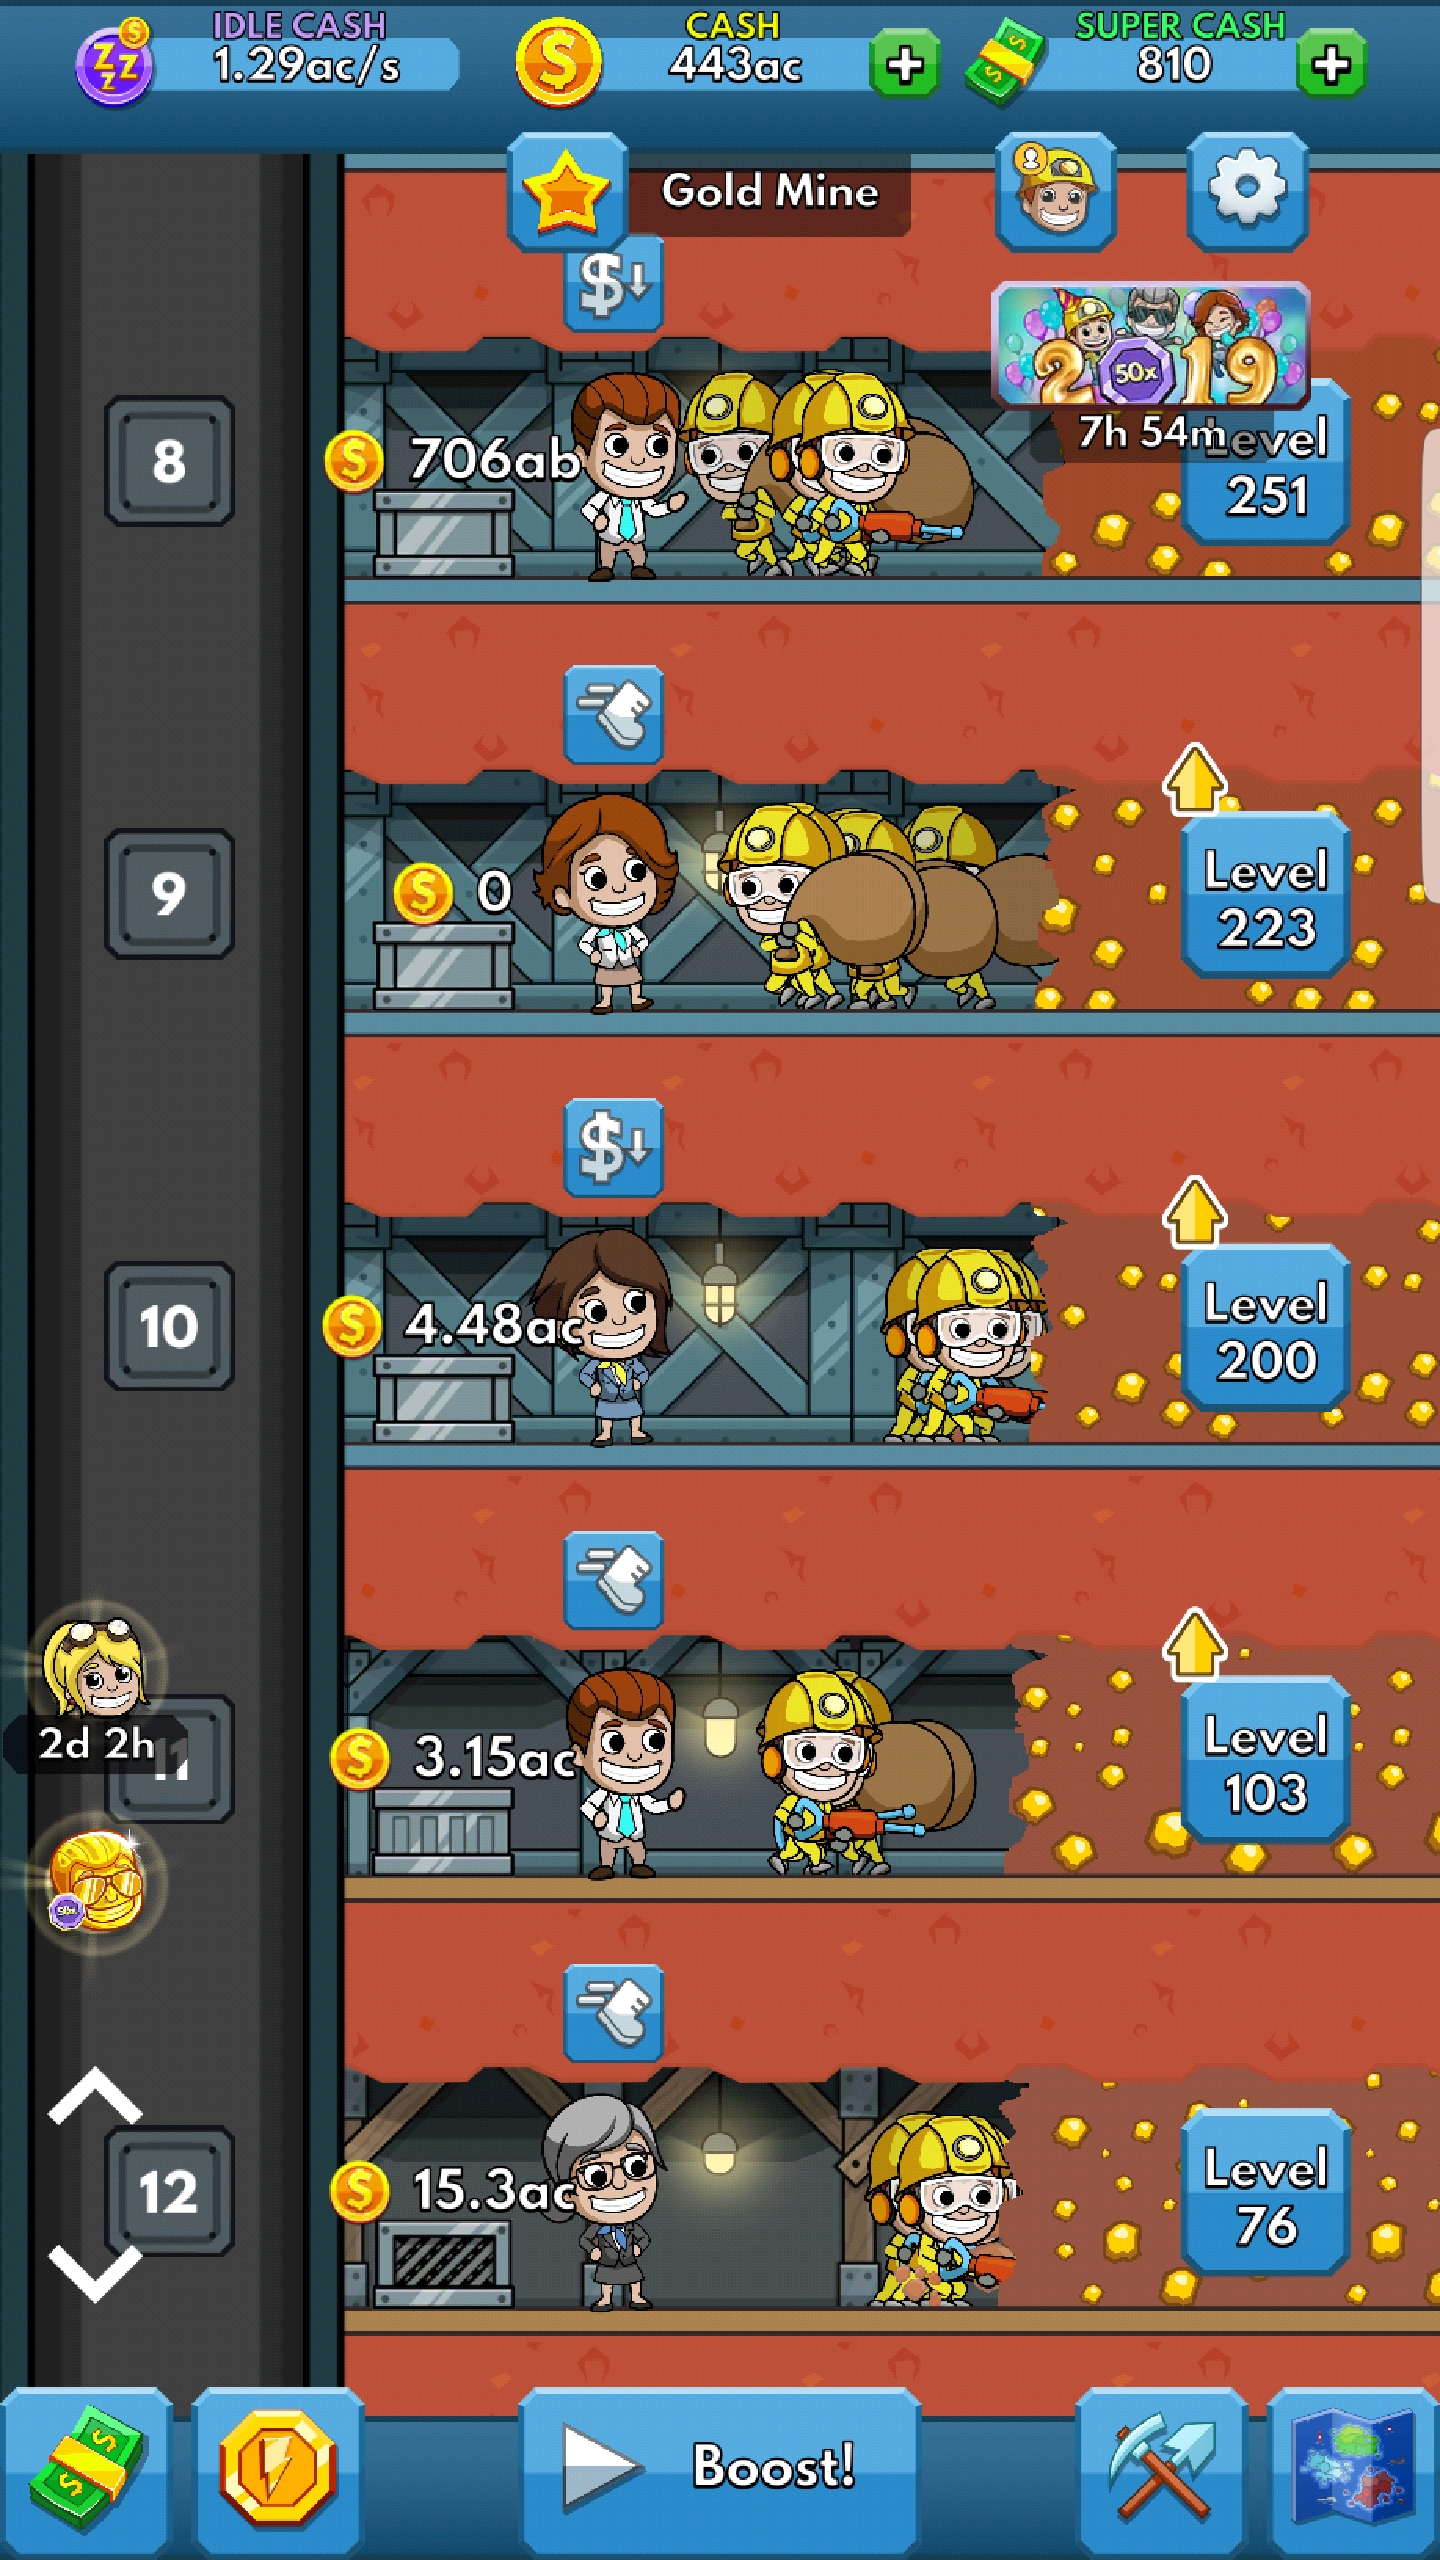 IDLE CASH
1.29ac/s
CASH
443ac
SUPER CASH
810
Gold Mine
2019
50x
7h 54m
8
706ab
Level
251
9
0
Level
223
10
4.48ac
Level
200
2d 2h
11
3.15ac
Level
103
12
15.3ac
Level
76
Boost!